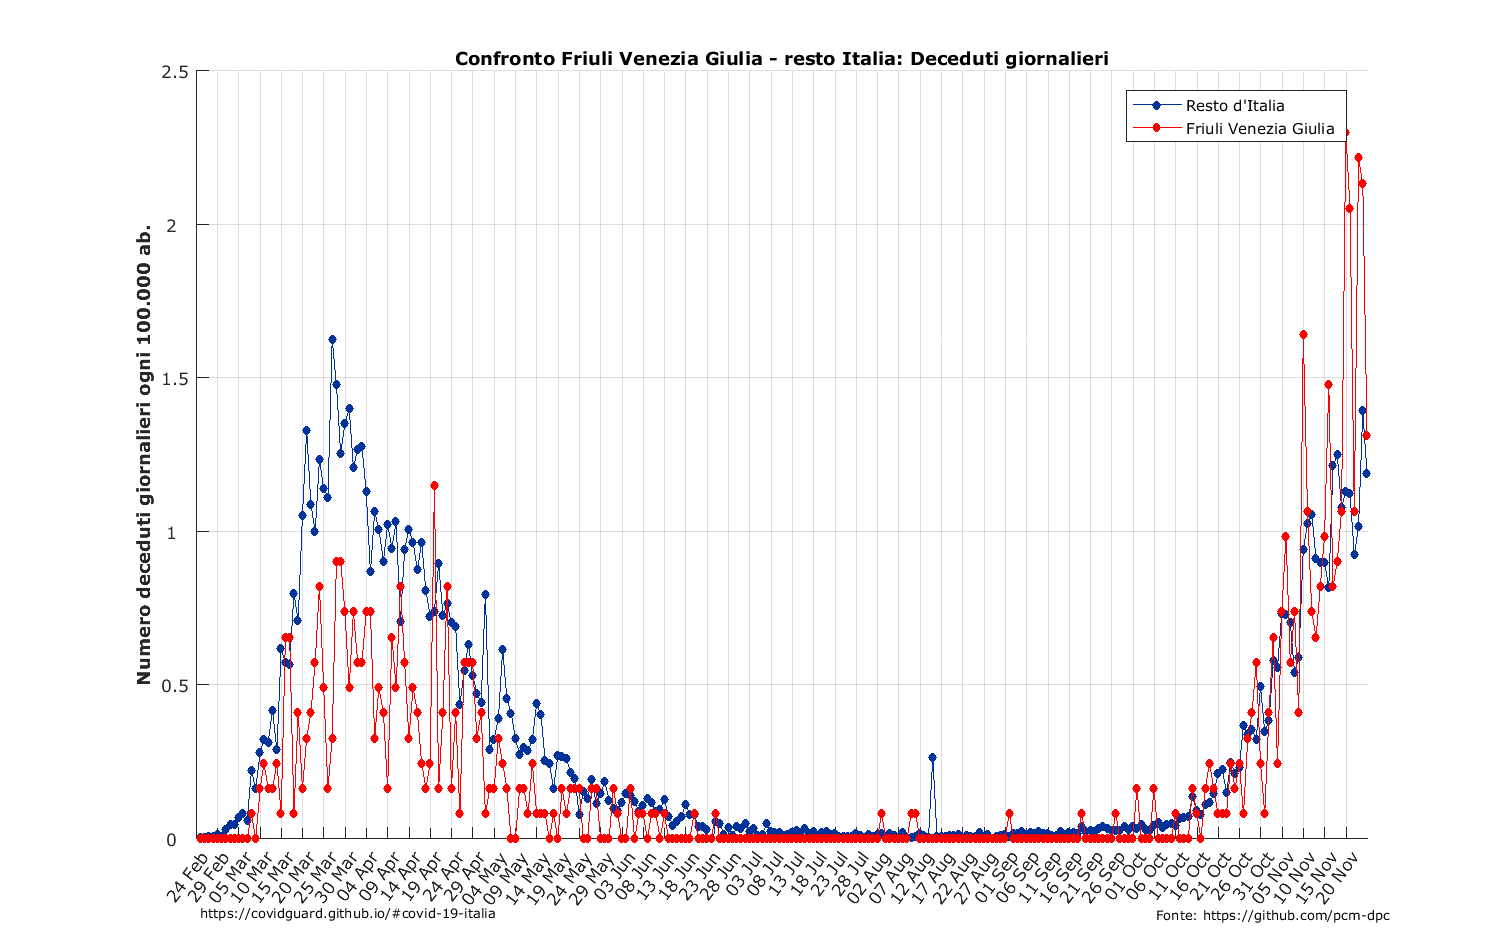 Confronto Friuli Venezia Giulia - resto Italia: Deceduti giornalieri
Resto d'Italia
Friuli Venezia Giulia
Numero deceduti giornalieri ogni 100.000 ab.
2.5
2
1.5
1
0.5
0
24 Feb
29 Feb
05 Mar
10 Mar
15 Mar
20 Mar
25 Mar
30 Mar
04 Apr
09 Apr
14 Apr
19 Apr
24 Apr
29 Apr
04 May
09 May
14 May
19 May
24 May
29 May
03 Jun
08 Jun
13 Jun
18 Jun
23 Jun
28 Jun
03 Jul
08 Jul
13 Jul
18 Jul
23 Jul
28 Jul
02 Aug
07 Aug
12 Aug
17 Aug
22 Aug
27 Aug
01 Sep
06 Sep
11 Sep
16 Sep
21 Sep
26 Sep
01 Oct
06 Oct
11 Oct
16 Oct
21 Oct
26 Oct
31 Oct
05 Nov
10 Nov
15 Nov
20 Nov
https://covidguard.github.io/#covid-19-italia
Fonte: https://github.com/pcm-dpc